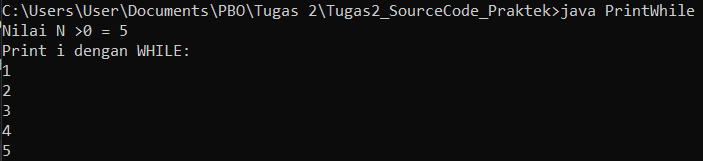 C:\Users\User\Documents\PBO\Tugas 2\Tugas2_SourceCode_Praktek>java PrintWhile
Nilai N >0 = 5
Print i dengan WHILE:
1
2
3
4
5